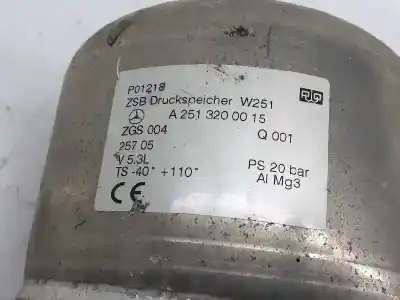 P01218
ZSB Druckspeicher W251
A 251 320 00 15
ZGS 004 Q 001
257 05
V 5,3L PS 20 bar
TS -40° +110° Al Mg3
CE